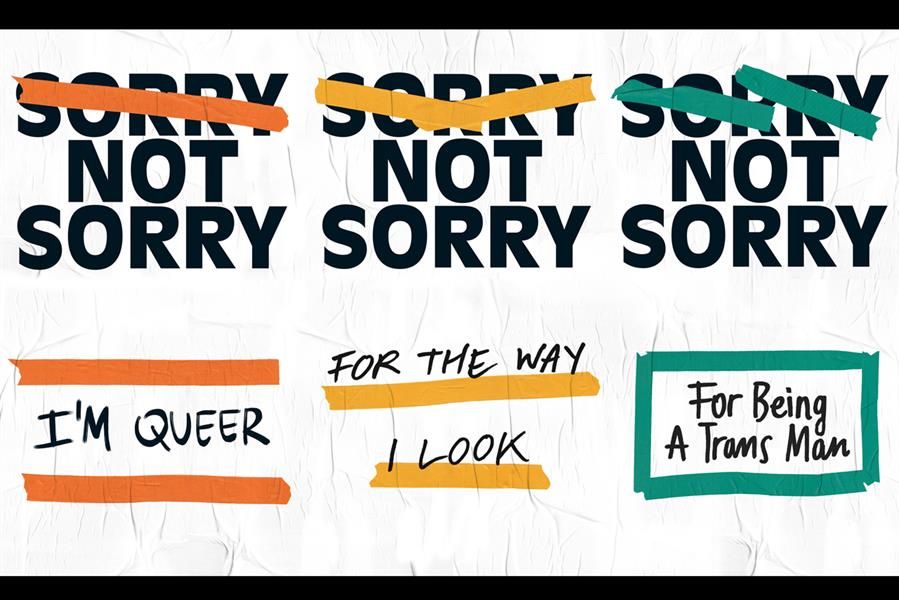 SORRY
NOT
SORRY
I'M QUEER
SORRY
NOT
SORRY
FOR THE WAY
I LOOK
SORRY
NOT
SORRY
For Being
A Trans Man